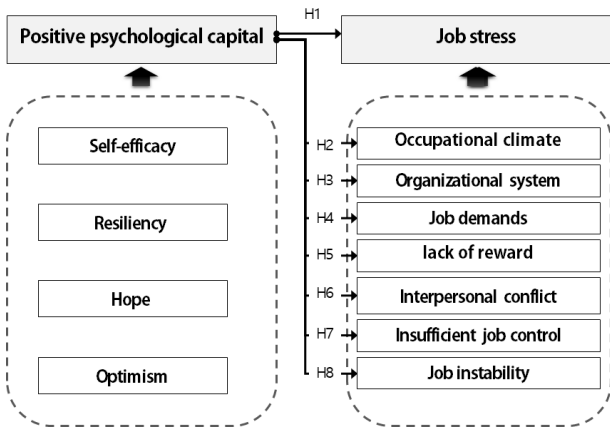 H1
Positive psychological capital
Job stress
Self-efficacy
Resiliency
Hope
Optimism
H2
Occupational climate
H3
Organizational system
H4
Job demands
H5
lack of reward
H6
Interpersonal conflict
H7
Insufficient job control
H8
Job instability